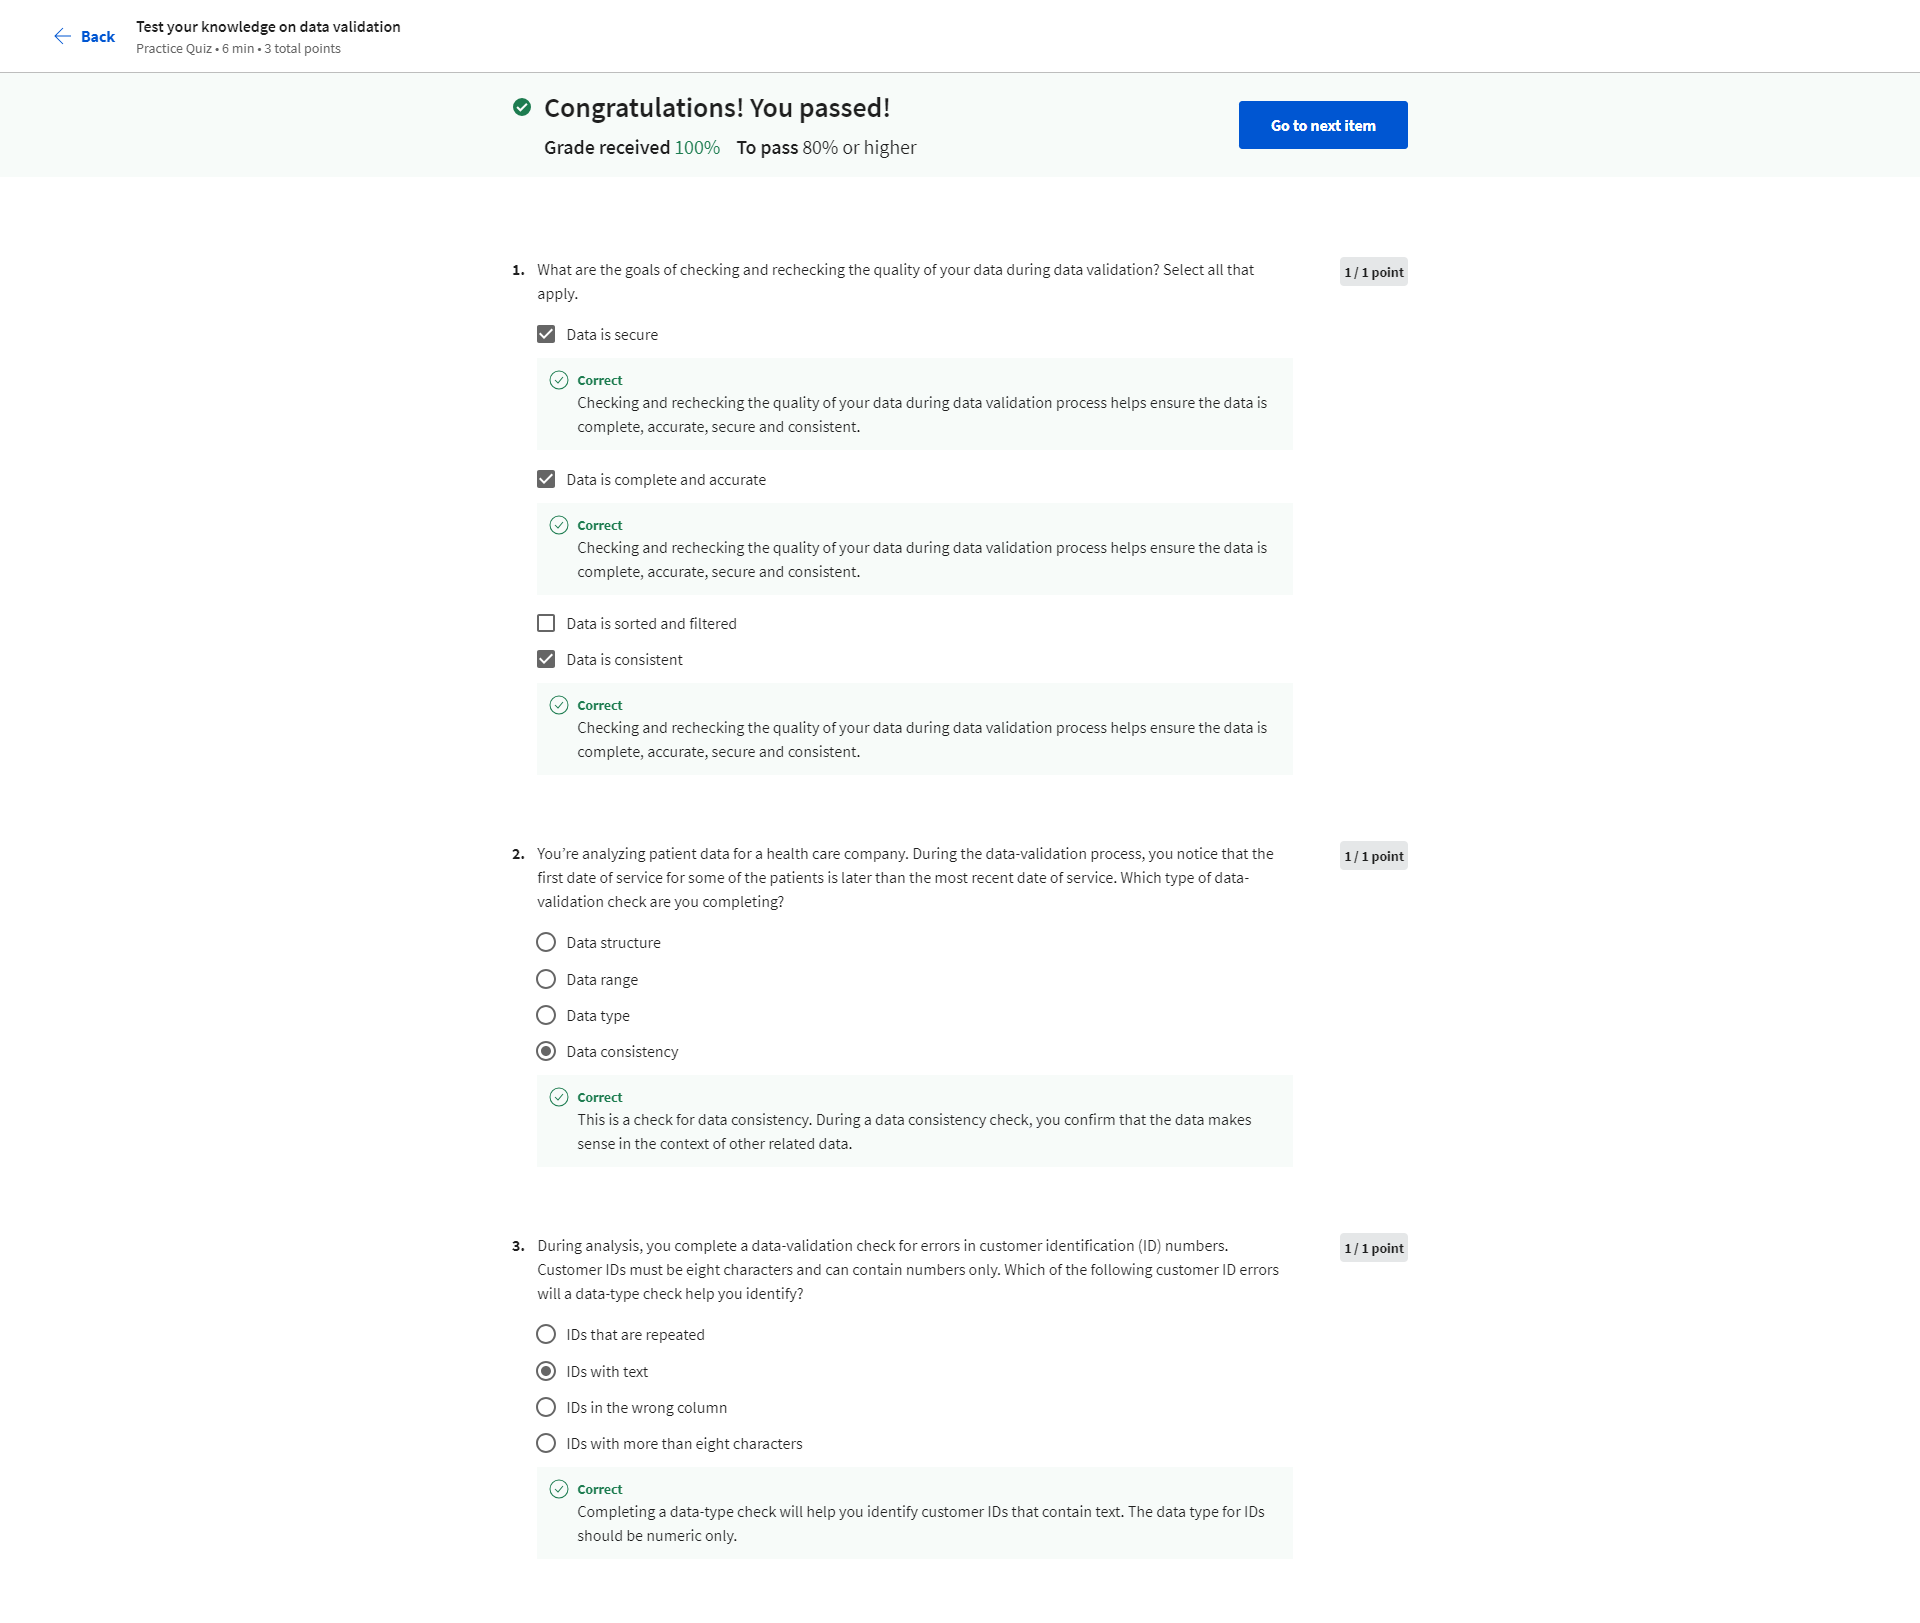 Back
Test your knowledge on data validation
Practice Quiz • 6 min • 3 total points
Congratulations! You passed!
Grade received 100% To pass 80% or higher
Go to next item
1. What are the goals of checking and rechecking the quality of your data during data validation? Select all that
apply.
1 / 1 point
Data is secure
Correct
Checking and rechecking the quality of your data during data validation process helps ensure the data is
complete, accurate, secure and consistent.
Data is complete and accurate
Correct
Checking and rechecking the quality of your data during data validation process helps ensure the data is
complete, accurate, secure and consistent.
Data is sorted and filtered
Data is consistent
Correct
Checking and rechecking the quality of your data during data validation process helps ensure the data is
complete, accurate, secure and consistent.
2. You’re analyzing patient data for a health care company. During the data-validation process, you notice that the
first date of service for some of the patients is later than the most recent date of service. Which type of data-
validation check are you completing?
1 / 1 point
Data structure
Data range
Data type
Data consistency
Correct
This is a check for data consistency. During a data consistency check, you confirm that the data makes
sense in the context of other related data.
3. During analysis, you complete a data-validation check for errors in customer identification (ID) numbers.
Customer IDs must be eight characters and can contain numbers only. Which of the following customer ID errors
will a data-type check help you identify?
1 / 1 point
IDs that are repeated
IDs with text
IDs in the wrong column
IDs with more than eight characters
Correct
Completing a data-type check will help you identify customer IDs that contain text. The data type for IDs
should be numeric only.